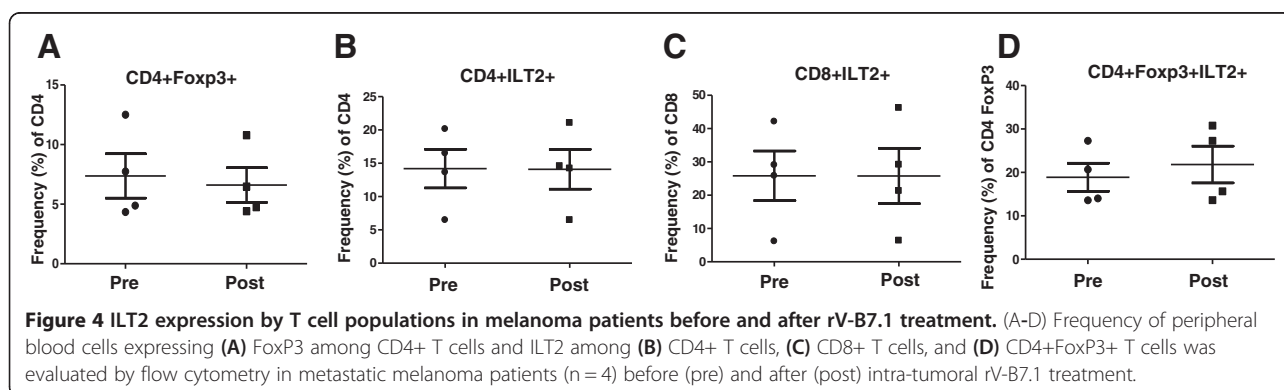 A
CD4+Foxp3+
Frequency (%) of CD4
15
10
5
0
Pre
Post
B
CD4+ILT2+
Frequency (%) of CD4
25
20
15
10
5
0
Pre
Post
C
CD8+ILT2+
Frequency (%) of CD8
50
40
30
20
10
0
Pre
Post
D
CD4+Foxp3+ILT2+
Frequency (%) of CD4 FoxP3
40
30
20
10
0
Pre
Post
Figure 4 ILT2 expression by T cell populations in melanoma patients before and after rV-B7.1 treatment. (A-D) Frequency of peripheral
blood cells expressing (A) FoxP3 among CD4+ T cells and ILT2 among (B) CD4+ T cells, (C) CD8+ T cells, and (D) CD4+FoxP3+ T cells was
evaluated by flow cytometry in metastatic melanoma patients (n = 4) before (pre) and after (post) intra-tumoral rV-B7.1 treatment.